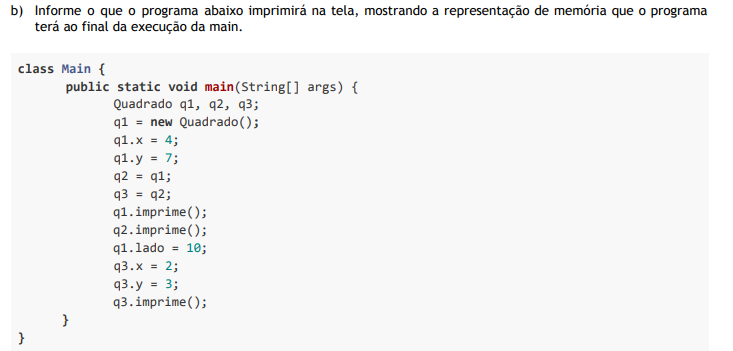 b) Informe o que o programa abaixo imprimirá na tela, mostrando a representação de memória que o programa
terá ao final da execução da main.
class Main {
public static void main(String[] args) {
Quadrado q1, q2, q3;
q1 = new Quadrado();
q1.x = 4;
q1.y = 7;
q2 = q1;
q3 = q2;
q1.imprime();
q2.imprime();
q1.lado = 10;
q3.x = 2;
q3.y = 3;
q3.imprime();
}
}